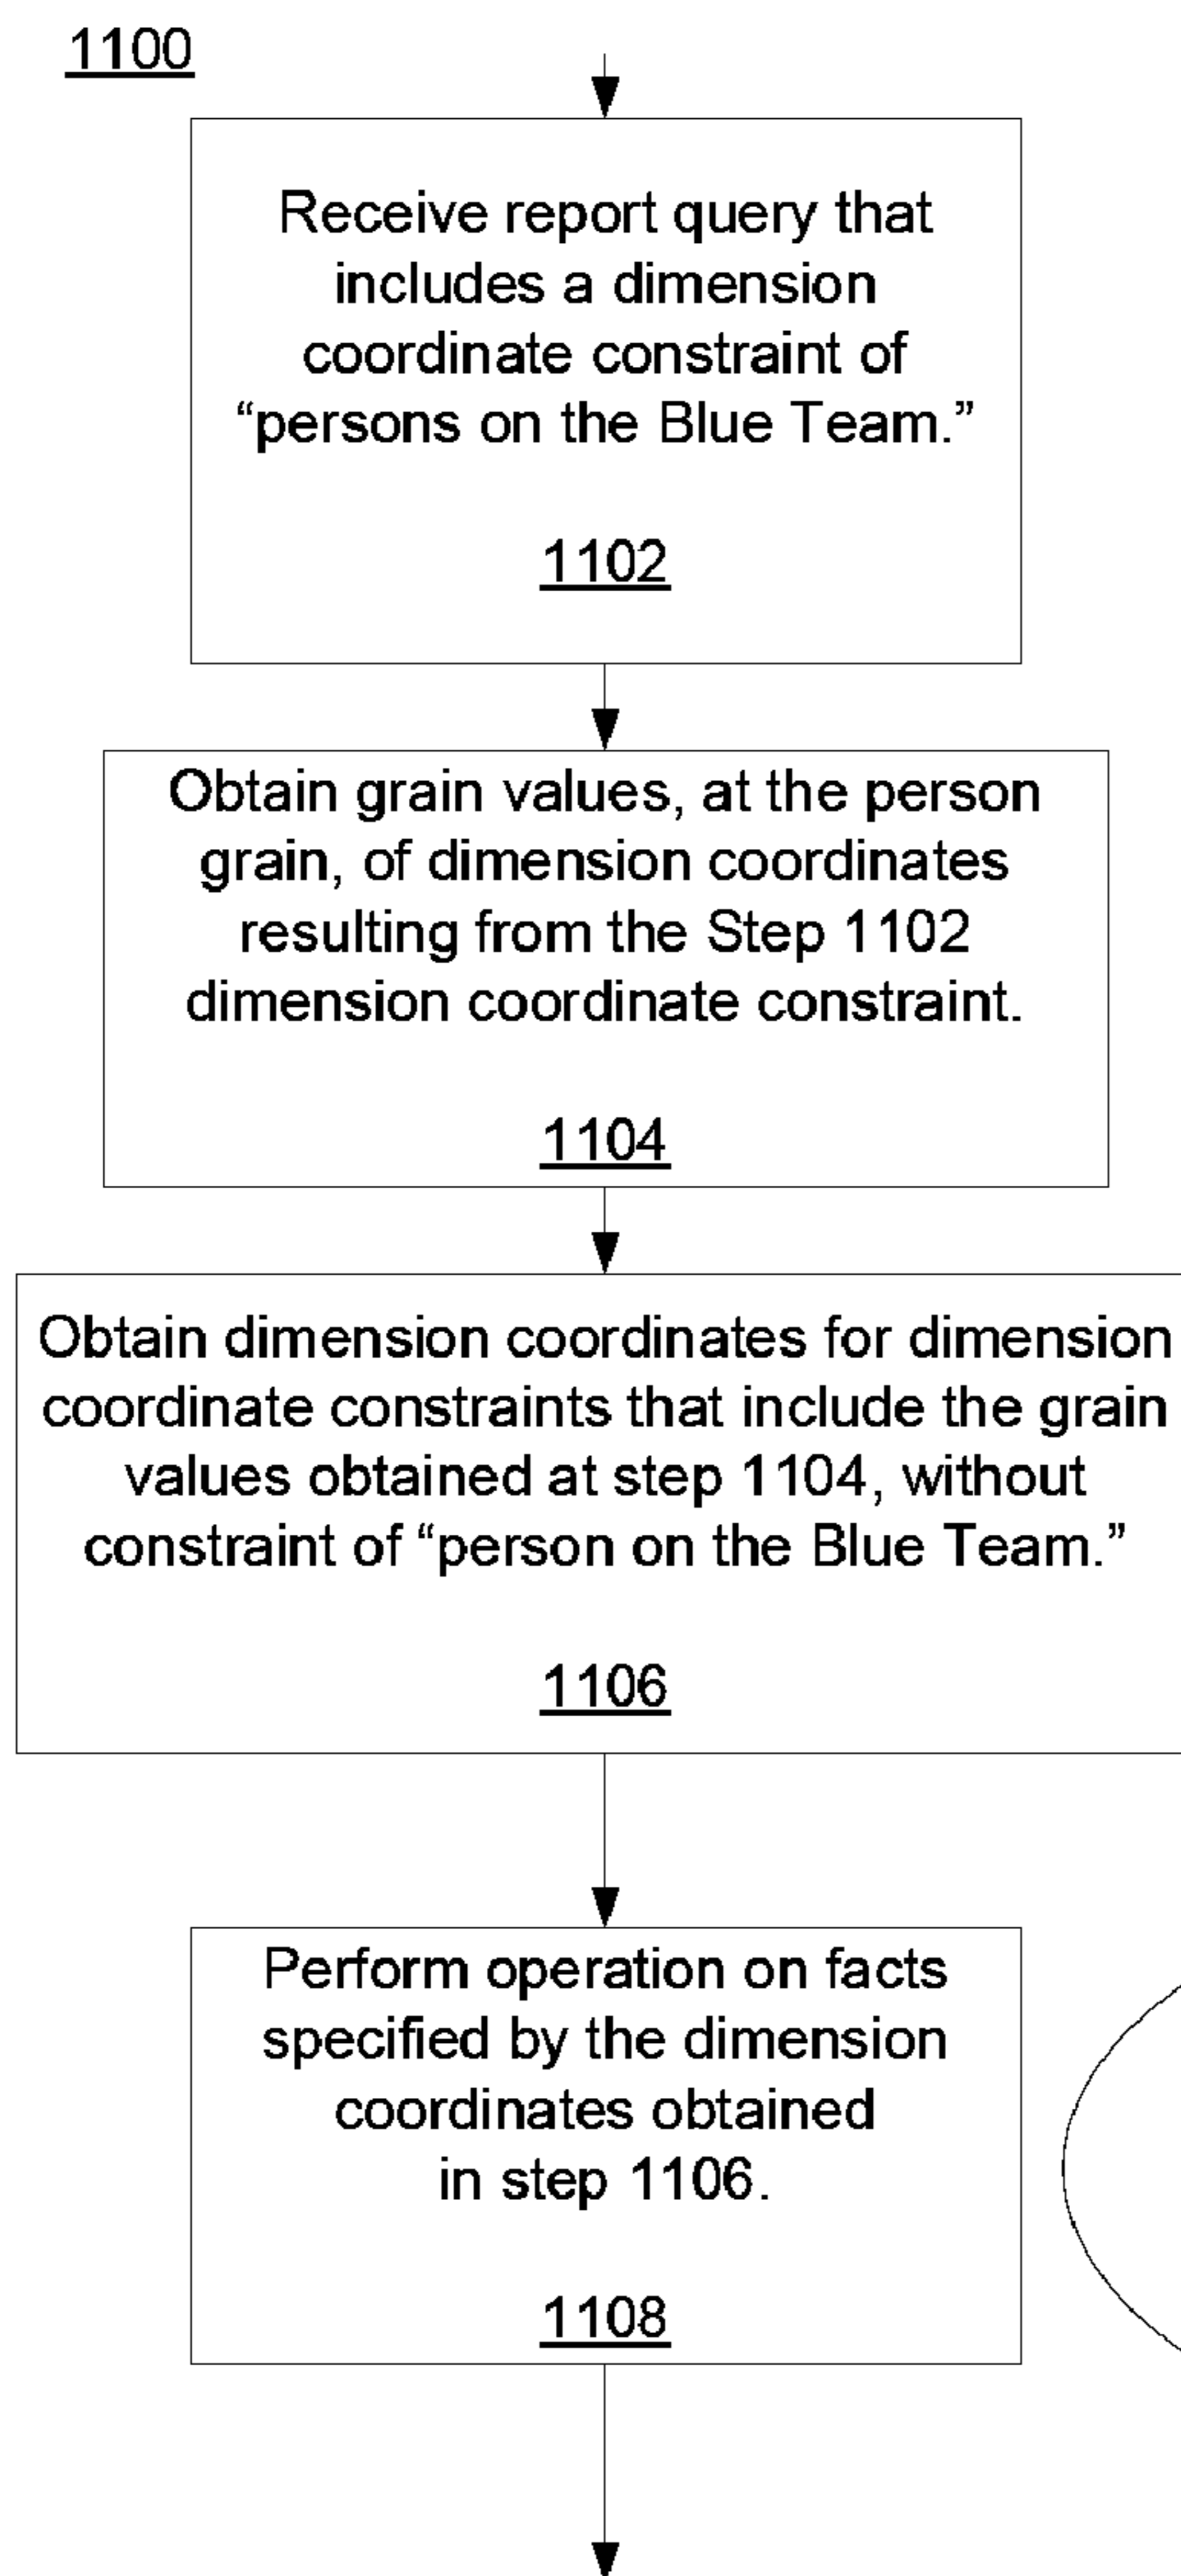 1100
Receive report query that
includes a dimension
coordinate constraint of
“persons on the Blue Team.”
1102
Obtain grain values, at the person
grain, of dimension coordinates
resulting from the Step 1102
dimension coordinate constraint.
1104
Obtain dimension coordinates for dimension
coordinate constraints that include the grain
values obtained at step 1104, without
constraint of “person on the Blue Team.”
1106
Perform operation on facts
specified by the dimension
coordinates obtained
in step 1106.
1108